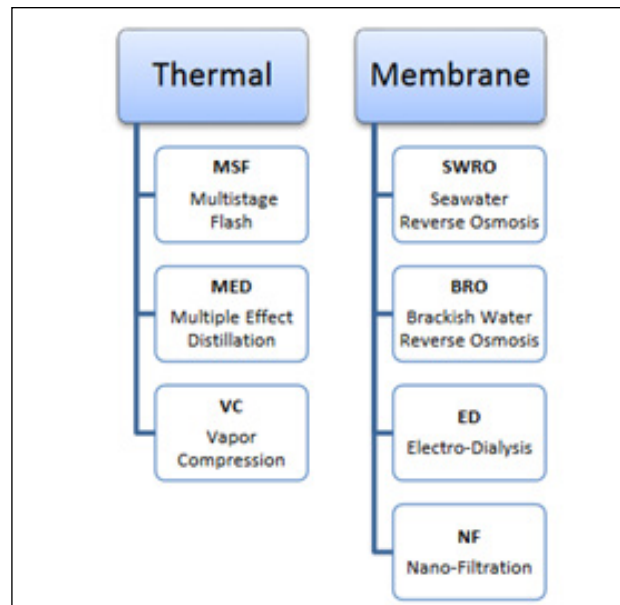 Thermal
MSF
Multistage
Flash
MED
Multiple Effect
Distillation
VC
Vapor
Compression
Membrane
SWRO
Seawater
Reverse Osmosis
BRO
Brackish Water
Reverse Osmosis
ED
Electro-Dialysis
NF
Nano-Filtration